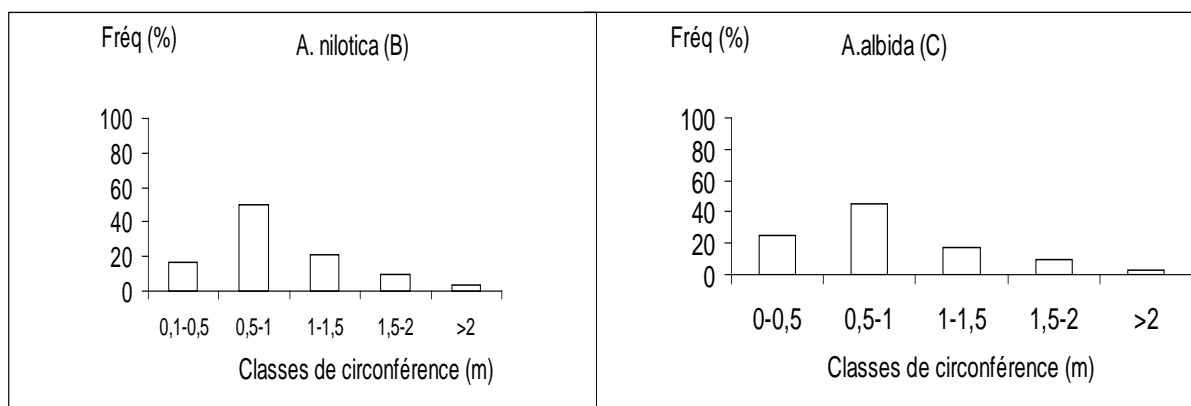 Fréq (%)
A. nilotica (B)
100
80
60
40
20
0
0,1-0,5 0,5-1 1-1,5 1,5-2 >2
Classes de circonférence (m)
Fréq (%)
A.albida (C)
100
80
60
40
20
0
0-0,5 0,5-1 1-1,5 1,5-2 >2
Classes de circonférence (m)